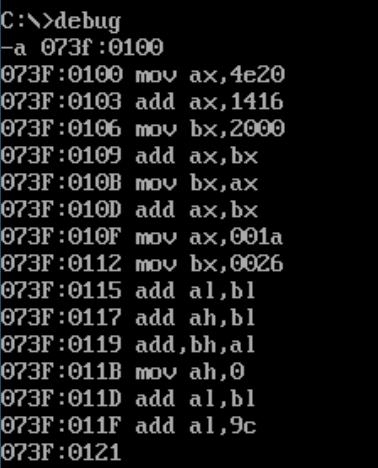 C:\>debug
-a 073f:0100
073F:0100 mov ax,4e20
073F:0103 add ax,1416
073F:0106 mov bx,2000
073F:0109 add ax,bx
073F:010B mov bx,ax
073F:010D add ax,bx
073F:010F mov ax,001a
073F:0112 mov bx,0026
073F:0115 add al,bl
073F:0117 add ah,bl
073F:0119 add,bh,al
073F:011B mov ah,0
073F:011D add al,bl
073F:011F add al,9c
073F:0121